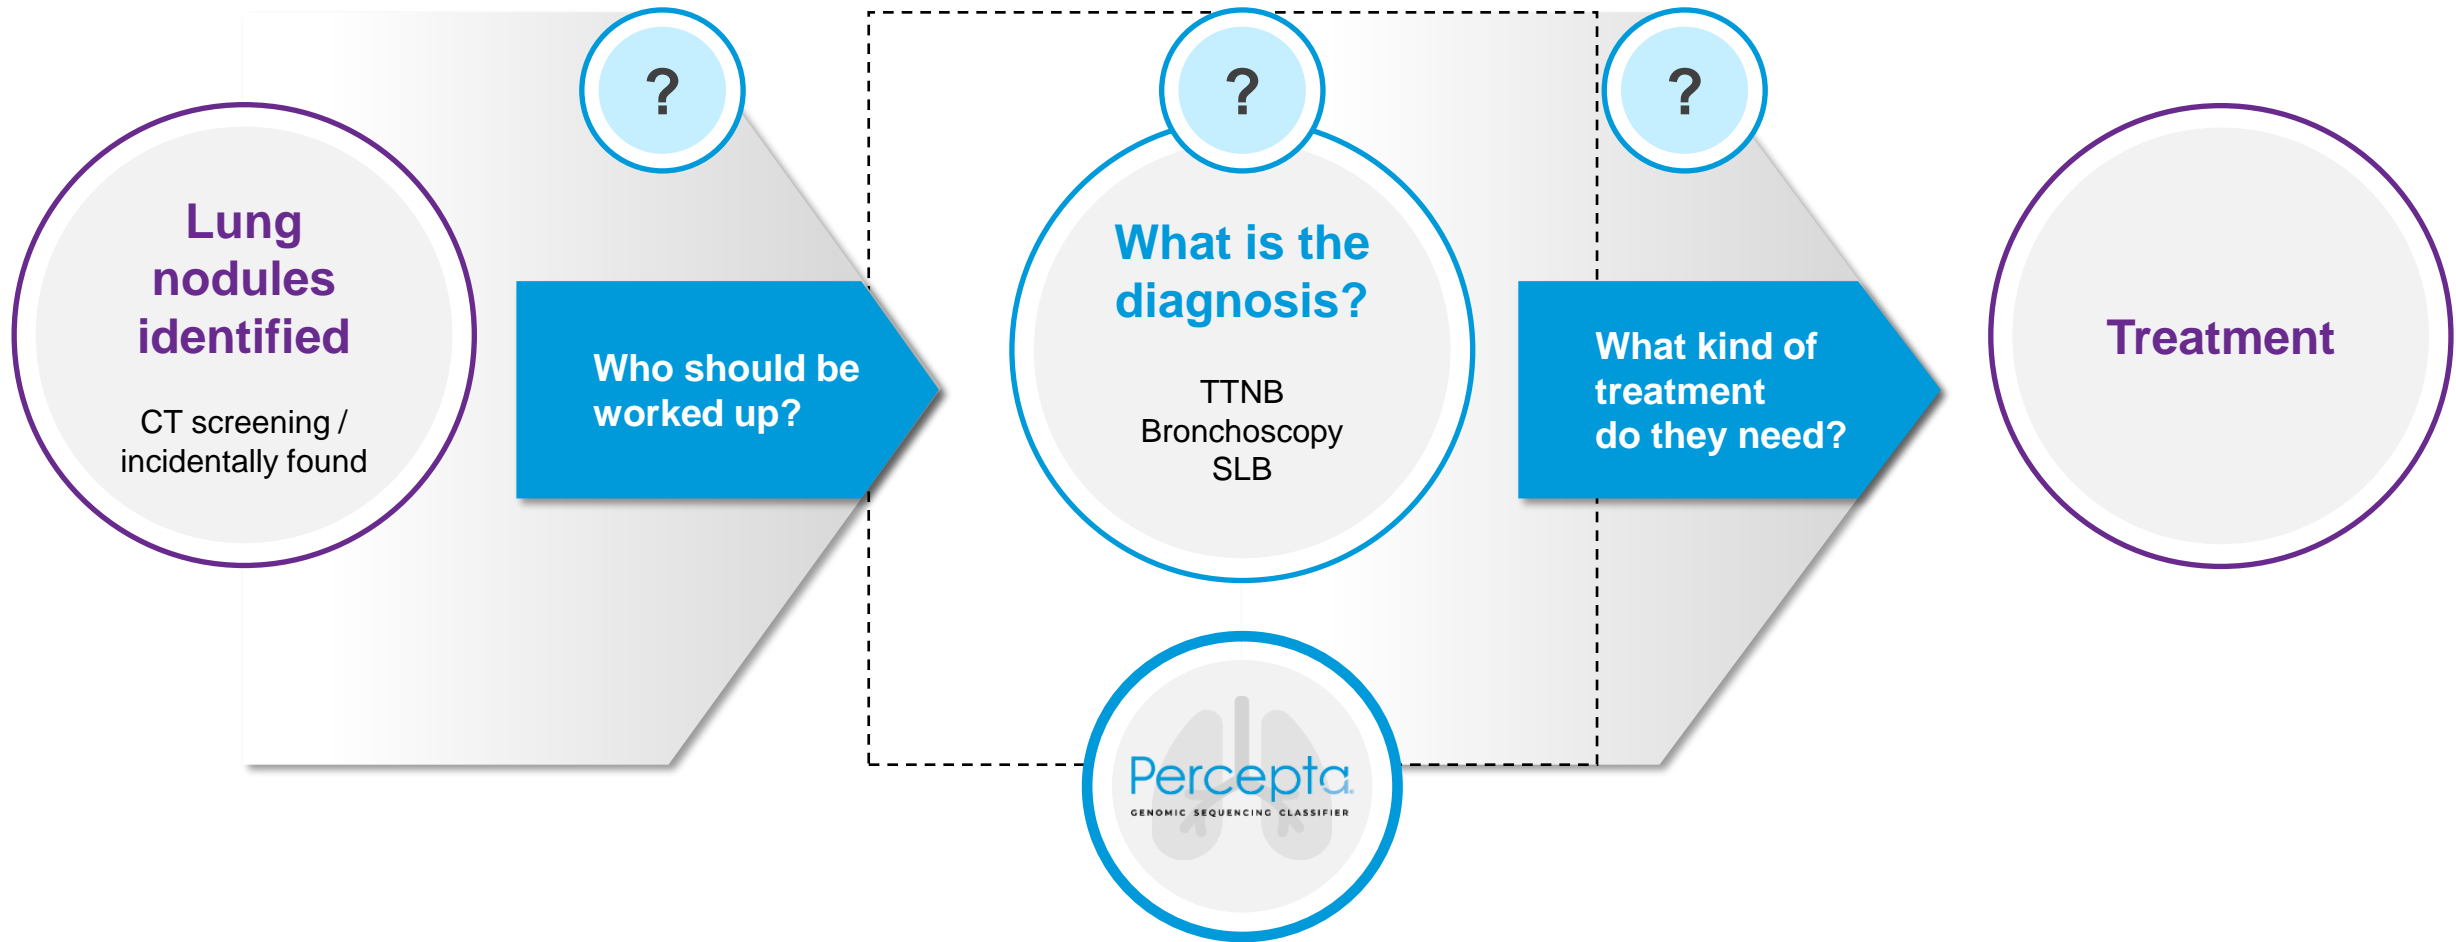 ?
?
?
Lung
nodules
identified
CT screening /
incidentally found
Who should be
worked up?
What is the
diagnosis?
TTNB
Bronchoscopy
SLB
What kind of
treatment
do they need?
Treatment
Percepta®
GENOMIC SEQUENCING CLASSIFIER